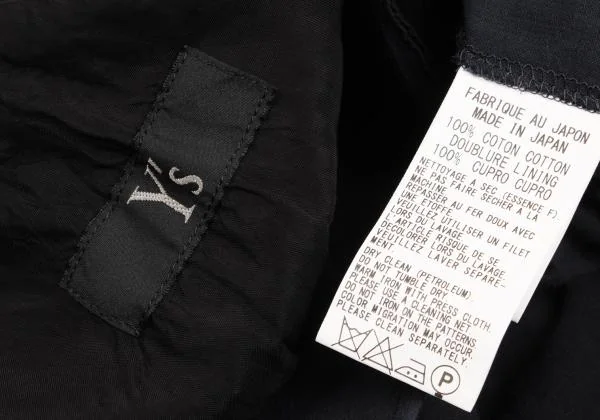 Y's
FABRIQUE AU JAPON
MADE IN JAPAN
100% COTON COTTON
DOUBLURE LINING
100% CUPRO CUPRO
NETTOYAGE A SEC (ESSENCE F)
NE PAS FAIRE SECHER A LA
MACHINE
REPASSER AU FER DOUX AVEC
UNE ETOFFE
VEUILLEZ UTILISER UN FILET
LORS DU LAVAGE
L'ARTICLE RISQUE DE SE
DECOLORER LORS DU LAVAGE
VEUILLEZ LAVER SEPARE-
MENT
DRY CLEAN (PETROLEUM).
DO NOT TUMBLE DRY.
WARM IRON WITH PRESS CLOTH.
PLEASE USE A CLEANING NET
DO NOT IRON ON THE PATTERNS
COLOR MIGRATION MAY OCCUR.
PLEASE CLEAN SEPARATELY.
P